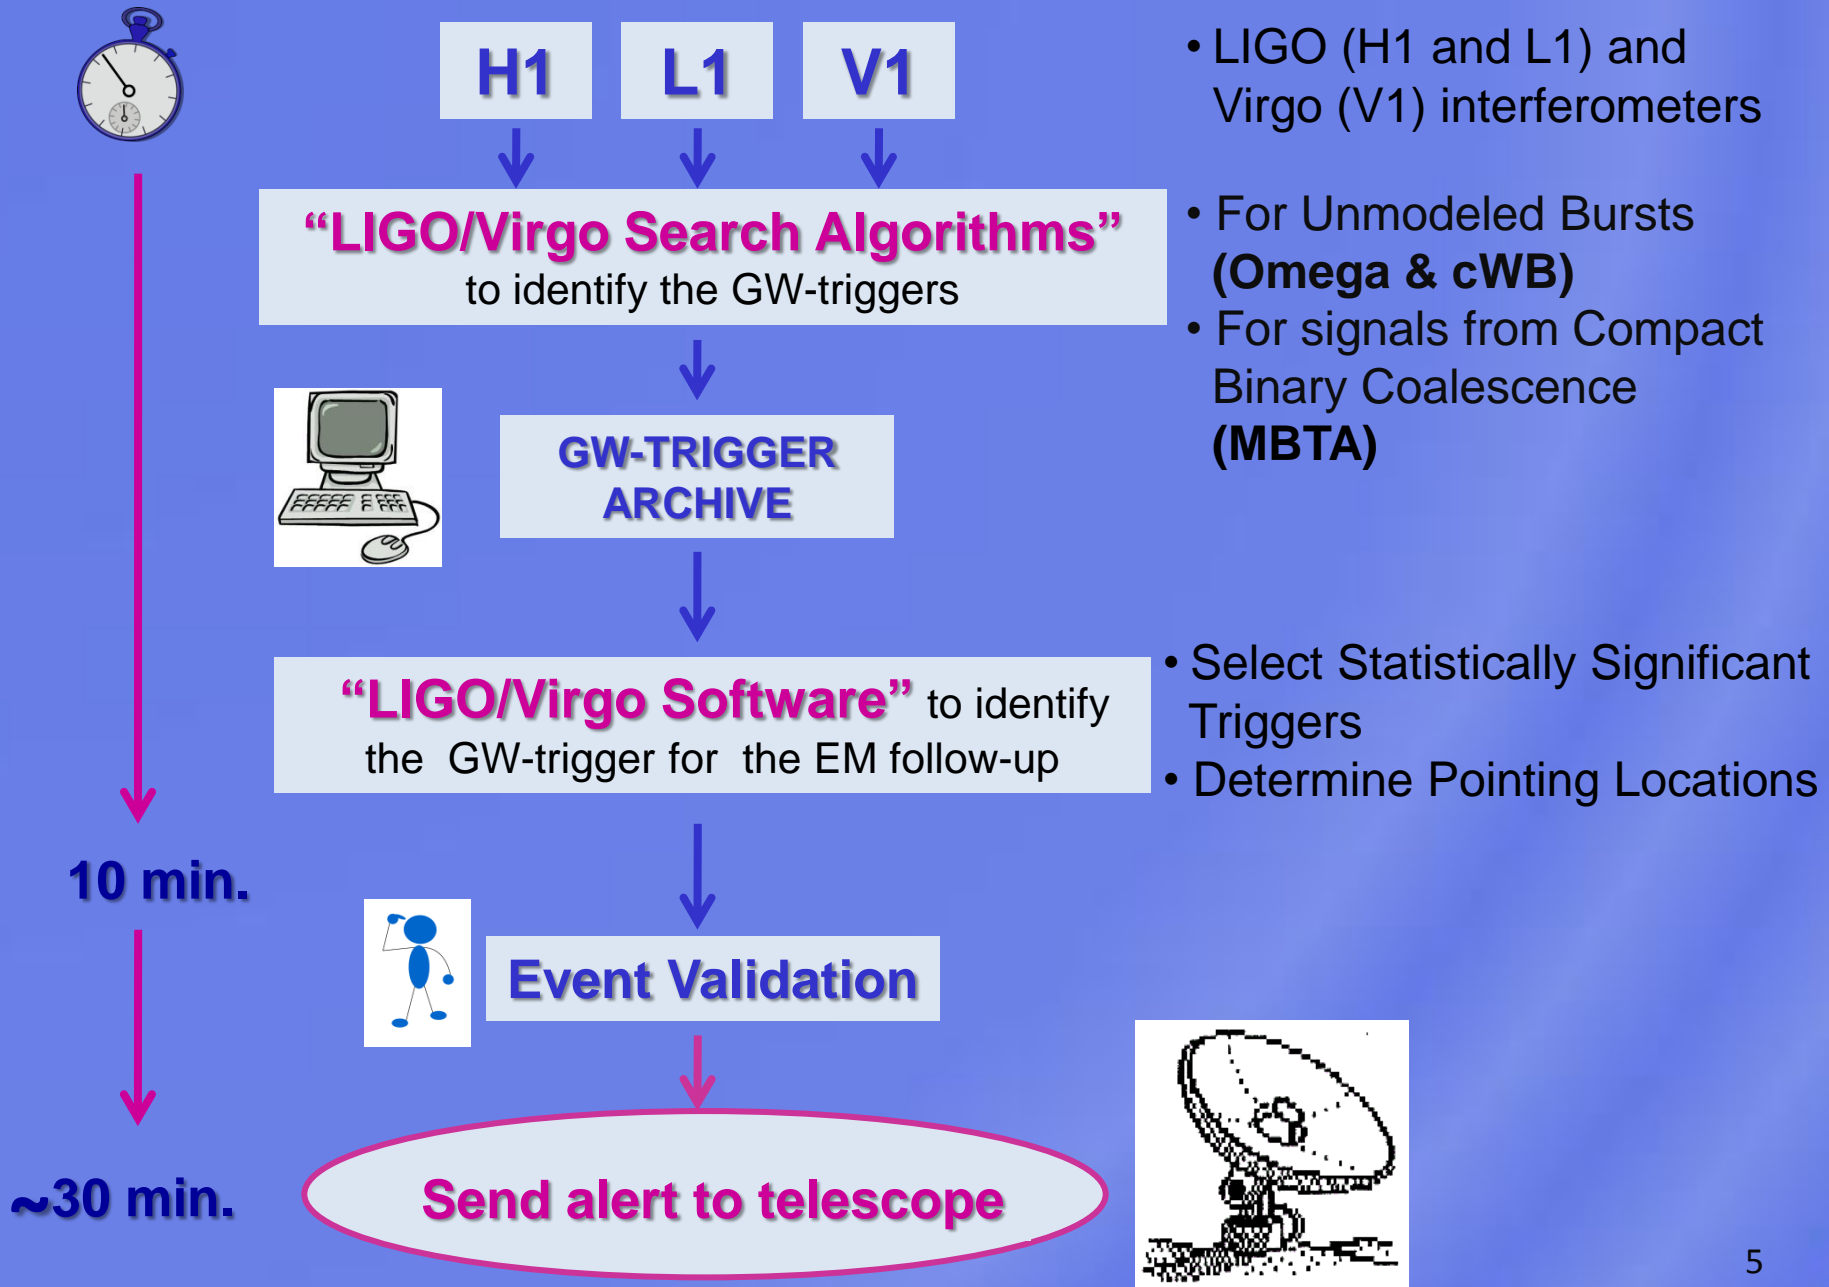 H1 L1 V1
• LIGO (H1 and L1) and
Virgo (V1) interferometers
“LIGO/Virgo Search Algorithms”
to identify the GW-triggers
• For Unmodeled Bursts
(Omega & cWB)
• For signals from Compact
Binary Coalescence
(MBTA)
GW-TRIGGER
ARCHIVE
“LIGO/Virgo Software” to identify
the GW-trigger for the EM follow-up
• Select Statistically Significant
Triggers
• Determine Pointing Locations
10 min.
Event Validation
~30 min.
Send alert to telescope
5